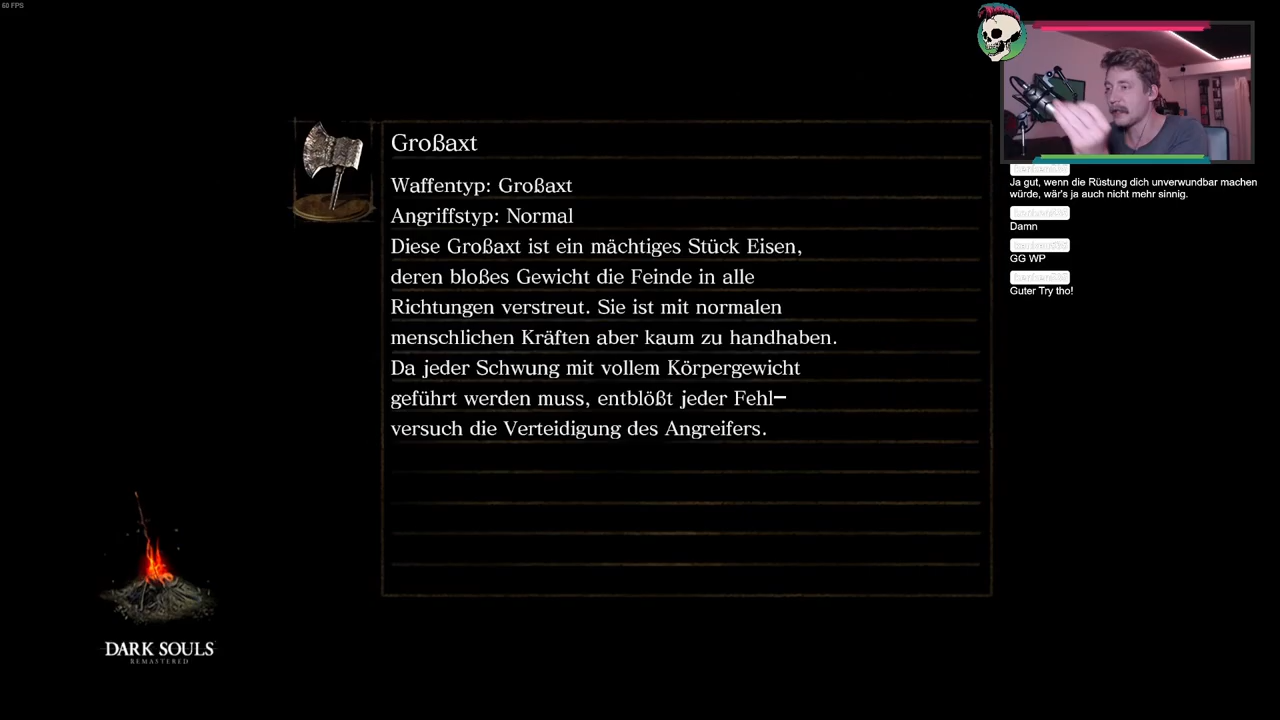 60 FPS
Großaxt
Waffentyp: Großaxt
Angriffstyp: Normal
Diese Großaxt ist ein mächtiges Stück Eisen,
deren bloßes Gewicht die Feinde in alle
Richtungen verstreut. Sie ist mit normalen
menschlichen Kräften aber kaum zu handhaben.
Da jeder Schwung mit vollem Körpergewicht
geführt werden muss, entblößt jeder Fehl-
versuch die Verteidigung des Angreifers.
Ja gut, wenn die Rüstung dich unverwundbar machen
würde, wär's ja auch nicht mehr sinnig.
Damn
GG WP
Guter Try tho!
DARK SOULS
REMASTERED